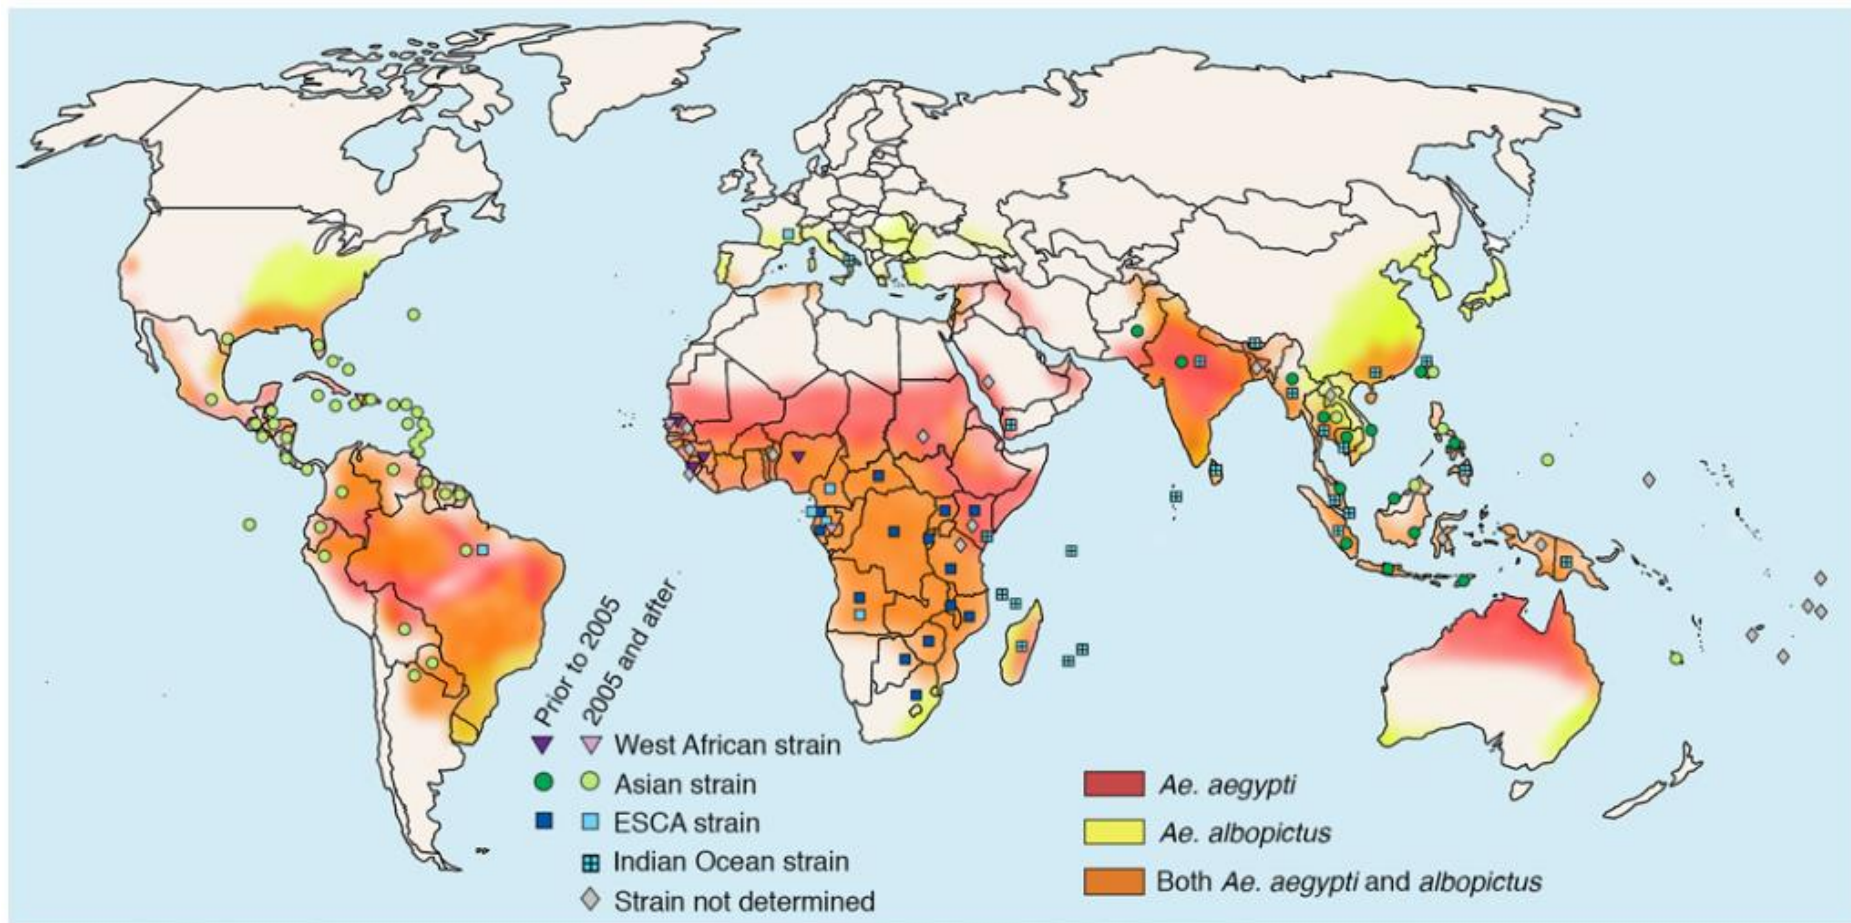 Prior to 2005
2005 and after
West African strain
Asian strain
ESCA strain
Indian Ocean strain
Strain not determined
Ae. aegypti
Ae. albopictus
Both Ae. aegypti and albopictus